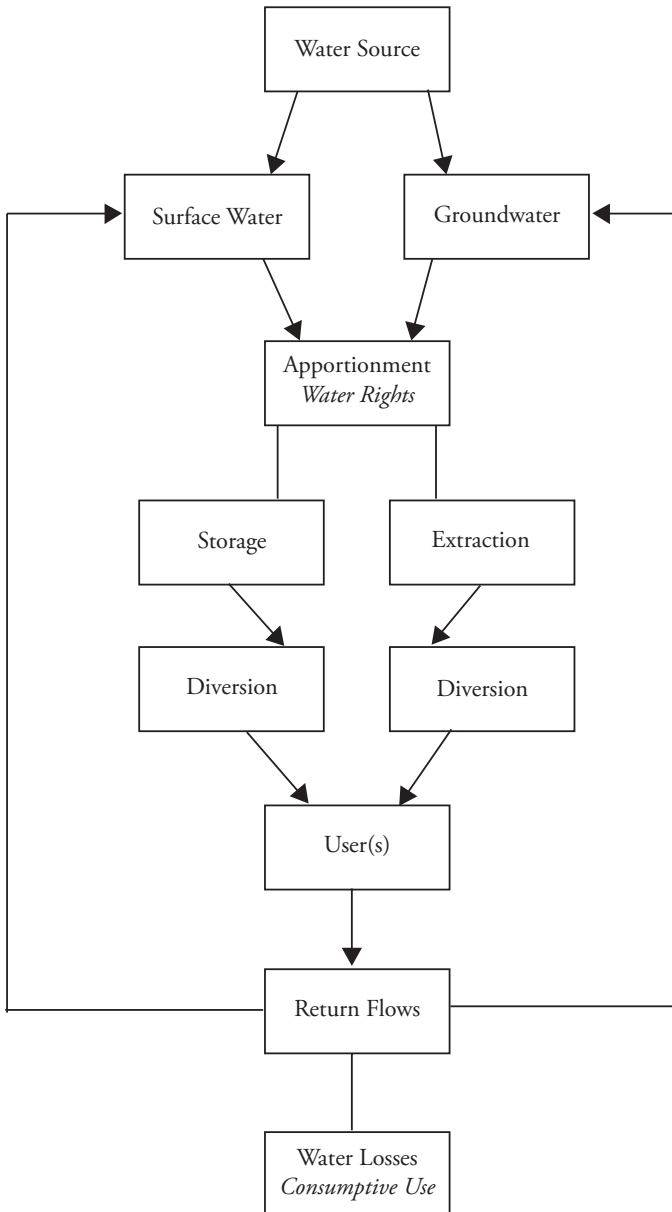 Water Source
Surface Water
Groundwater
Apportionment
Water Rights
Storage
Extraction
Diversion
Diversion
User(s)
Return Flows
Water Losses
Consumptive Use